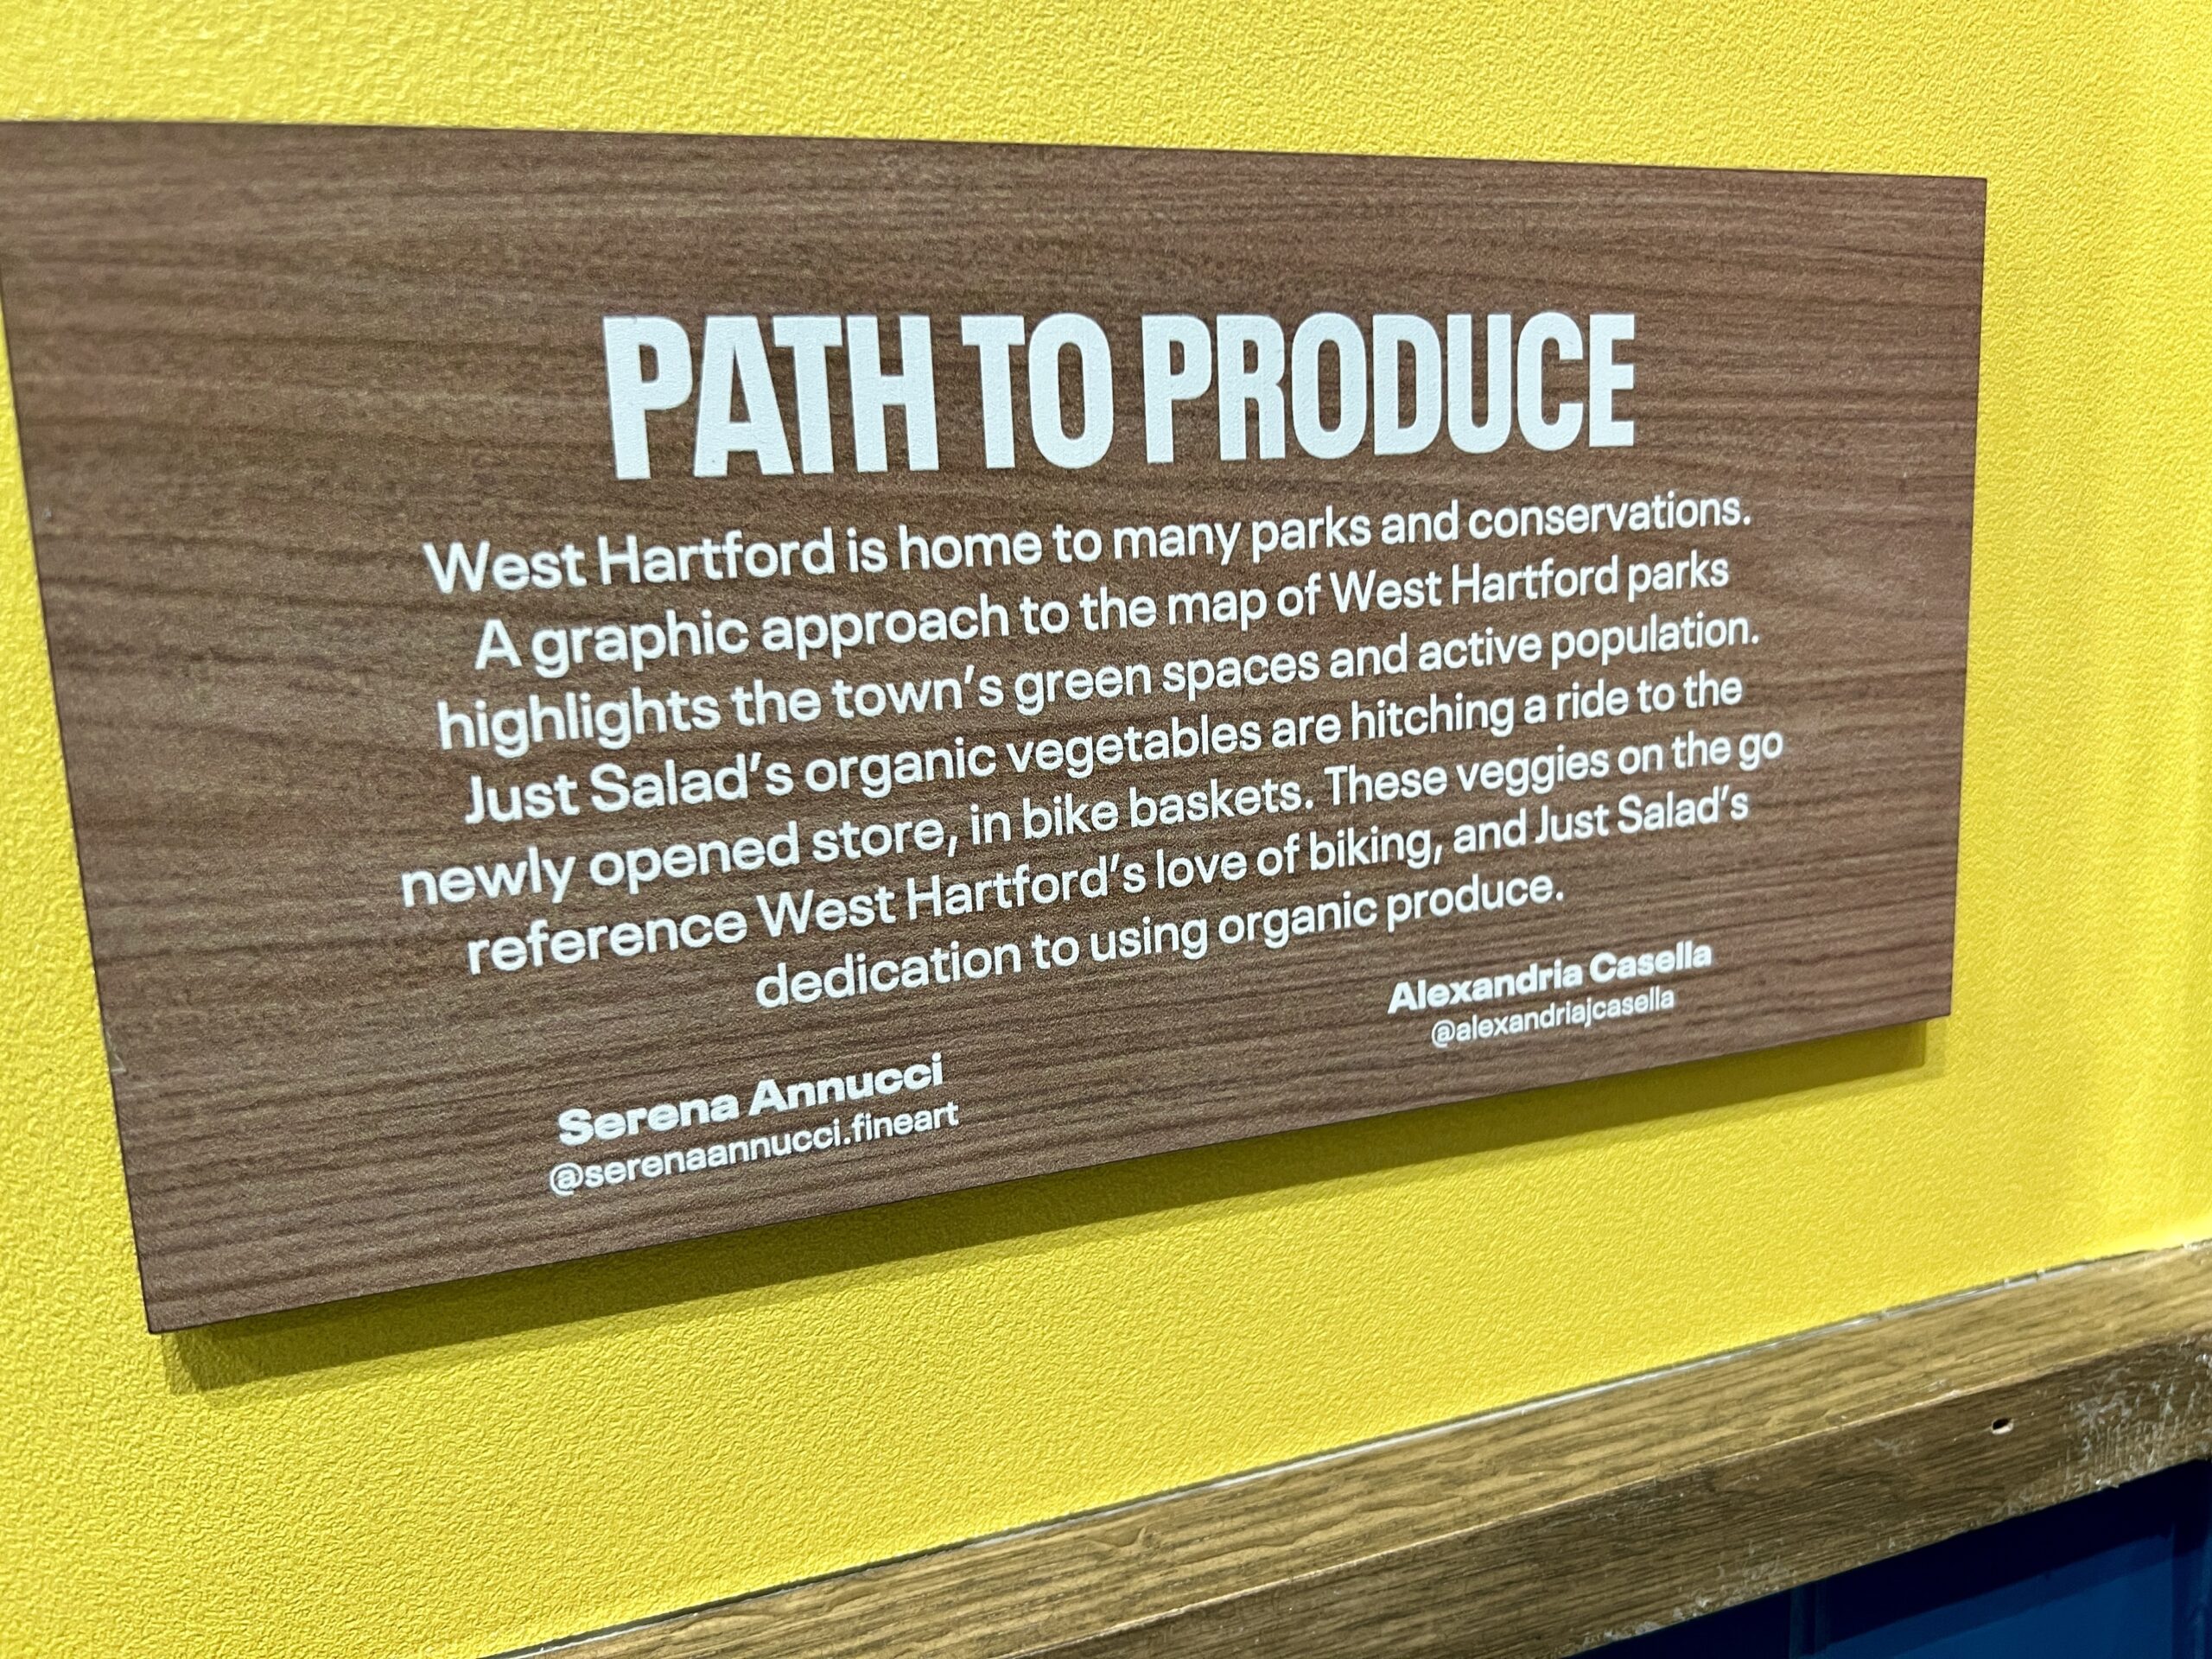 PATH TO PRODUCE
West Hartford is home to many parks and conservations.
A graphic approach to the map of West Hartford parks
highlights the town's green spaces and active population.
Just Salad's organic vegetables are hitching a ride to the
newly opened store, in bike baskets. These veggies on the go
reference West Hartford's love of biking, and Just Salad's
dedication to using organic produce.
Serena Annucci
@serenaannucci.fineart
Alexandria Casella
@alexandriajcasella